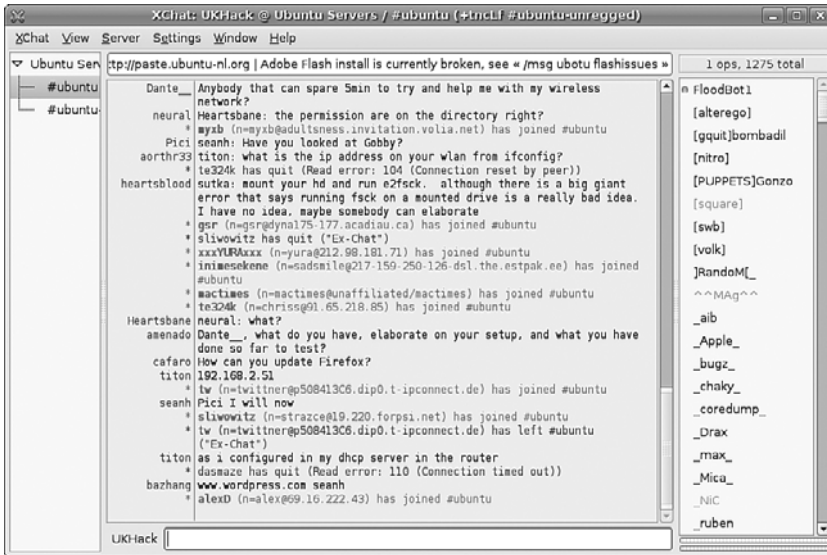 XChat: UKHack @ Ubuntu Servers / #ubuntu (+tncLf #ubuntu-unregged)
XChat View Server Settings Window Help
Ubuntu Serv
#ubuntu
#ubuntu-
ttp://paste.ubuntu-nl.org | Adobe Flash install is currently broken, see « /msg ubotu flashissues »
1 ops, 1275 total
Dante__ Anybody that can spare 5min to try and help me with my wireless
network?
neural Heartsbane: the permission are on the directory right?
* myxb (n=myxb@adultsness.invitation.volia.net) has joined #ubuntu
Pici seanh: Have you looked at Gobby?
aorthr33 titon: what is the ip address on your wlan from ifconfig?
* te324k has quit (Read error: 104 (Connection reset by peer))
heartsblood sutka: mount your hd and run e2fsck. although there is a big giant
error that says running fsck on a mounted drive is a really bad idea.
I have no idea, maybe somebody can elaborate
* gsr (n=gsr@dyna175-177.acadiau.ca) has joined #ubuntu
* sliwowitz has quit ("Ex-Chat")
* xxxYURAxxx (n=yura@212.98.181.71) has joined #ubuntu
* inimesekene (n=sadsmile@217-159-250-126-dsl.the.estpak.ee) has joined
#ubuntu
* mactimes (n=mactimes@unaffiliated/mactimes) has joined #ubuntu
* te324k (n=chriss@91.65.218.85) has joined #ubuntu
Heartsbane neural: what?
amenado Dante__, what do you have, elaborate on your setup, and what you have
done so far to test?
cafaro How can you update Firefox?
titon 192.168.2.51
* tw (n=twittner@p508413C6.dip0.t-ipconnect.de) has joined #ubuntu
seanh Pici I will now
* sliwowitz (n=strazce@19.220.forpsi.net) has joined #ubuntu
* tw (n=twittner@p508413C6.dip0.t-ipconnect.de) has left #ubuntu
("Ex-Chat")
titon as i configured in my dhcp server in the router
* dasmaze has quit (Read error: 110 (Connection timed out))
bazhang www.wordpress.com seanh
* alexD (n=alex@69.16.222.43) has joined #ubuntu
UKHack
FloodBot1
[alterego]
[gquit]bombadil
[nitro]
[PUPPETS]Gonzo
[square]
[swb]
[volk]
]RandoM[_
^^MAg^^
_aib
_Apple_
_bugz_
_chaky_
_coredump_
_Drax
_max_
_Mica_
_NiC
_ruben